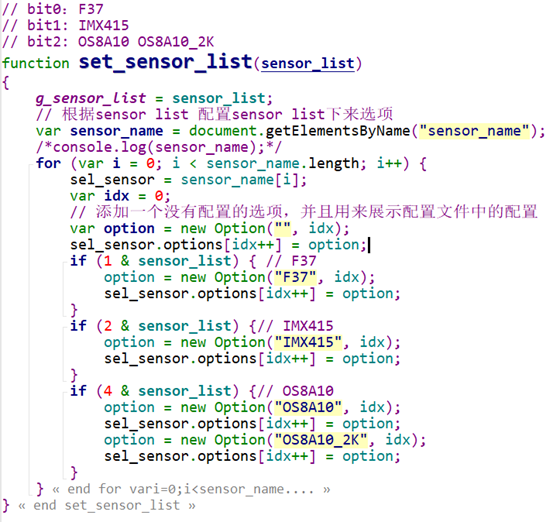 // bit0: F37
// bit1: IMX415
// bit2: OS8A10 OS8A10_2K
function set_sensor_list(sensor_list)
{
g_sensor_list = sensor_list;
// 根据sensor list 配置sensor list下来选项
var sensor_name = document.getElementsByName("sensor_name");
/*console.log(sensor_name);*/
for (var i = 0; i < sensor_name.length; i++) {
sel_sensor = sensor_name[i];
var idx = 0;
// 添加一个没有配置的选项，并且用来展示配置文件中的配置
var option = new Option("", idx);
sel_sensor.options[idx++] = option;
if (1 & sensor_list) { // F37
option = new Option("F37", idx);
sel_sensor.options[idx++] = option;
}
if (2 & sensor_list) {// IMX415
option = new Option("IMX415", idx);
sel_sensor.options[idx++] = option;
}
if (4 & sensor_list) {// OS8A10
option = new Option("OS8A10", idx);
sel_sensor.options[idx++] = option;
option = new Option("OS8A10_2K", idx);
sel_sensor.options[idx++] = option;
}
} « end for vari=0;i<sensor_name.... »
} « end set_sensor_list »